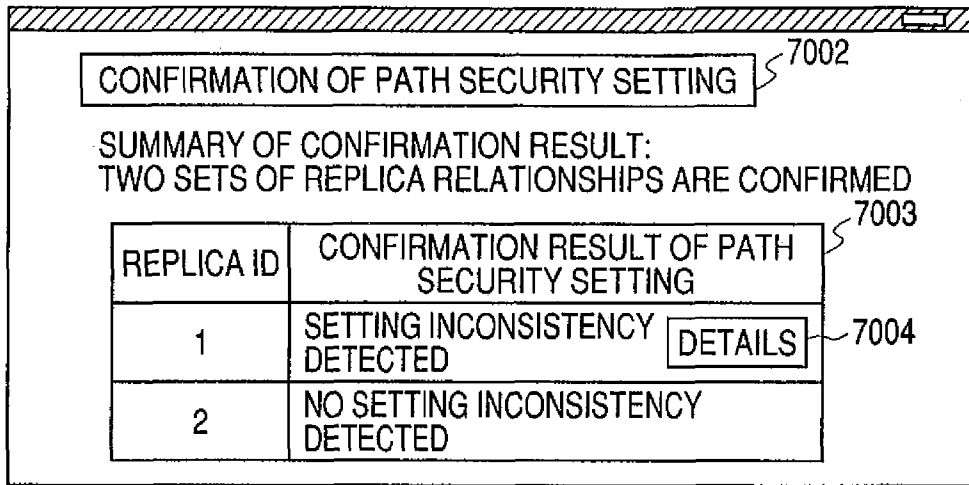 7002
CONFIRMATION OF PATH SECURITY SETTING
SUMMARY OF CONFIRMATION RESULT:
TWO SETS OF REPLICA RELATIONSHIPS ARE CONFIRMED
7003
REPLICA ID
CONFIRMATION RESULT OF PATH
SECURITY SETTING
1
SETTING INCONSISTENCY
DETECTED
DETAILS
7004
2
NO SETTING INCONSISTENCY
DETECTED